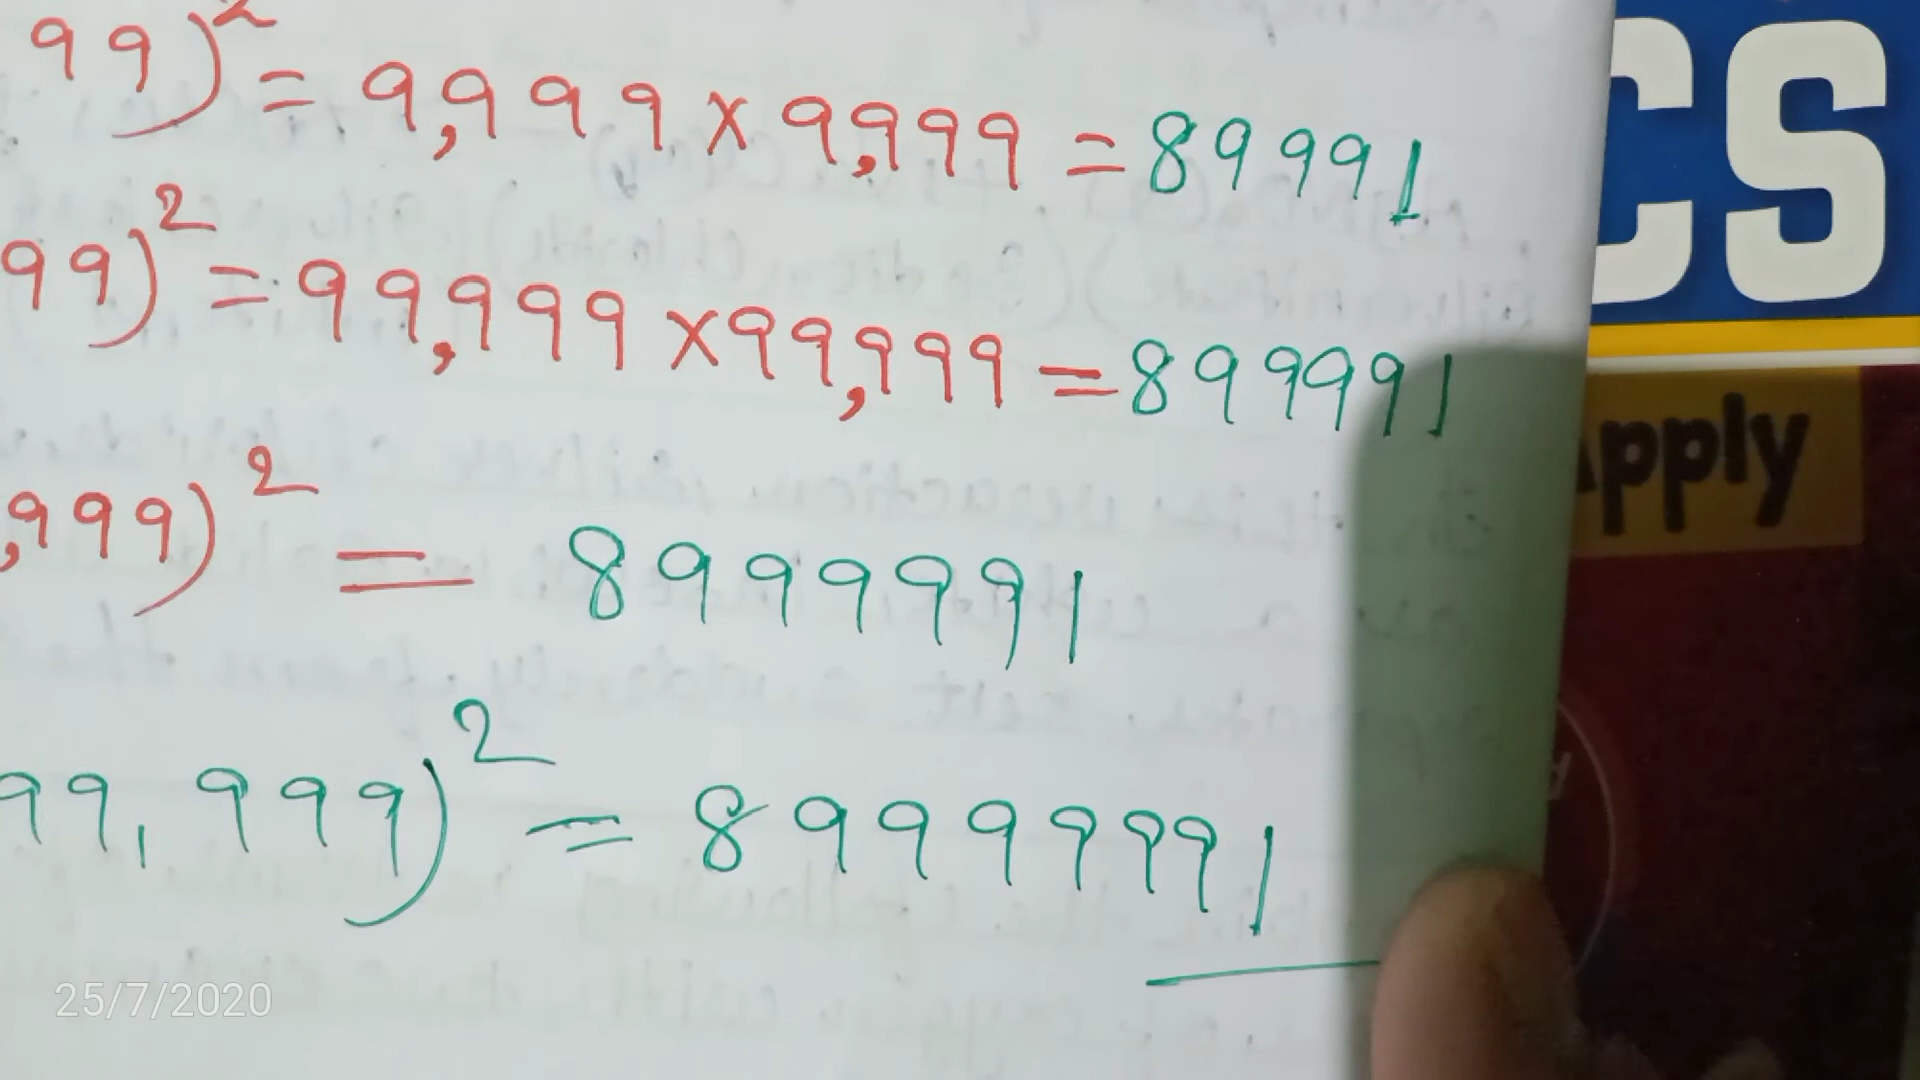 99)² = 9,999 × 9,999 = 89991
99)² = 99,999 × 99,999 = 899991
,999)² = 8999991
99,999)² = 89999991
CS
Apply
25/7/2020